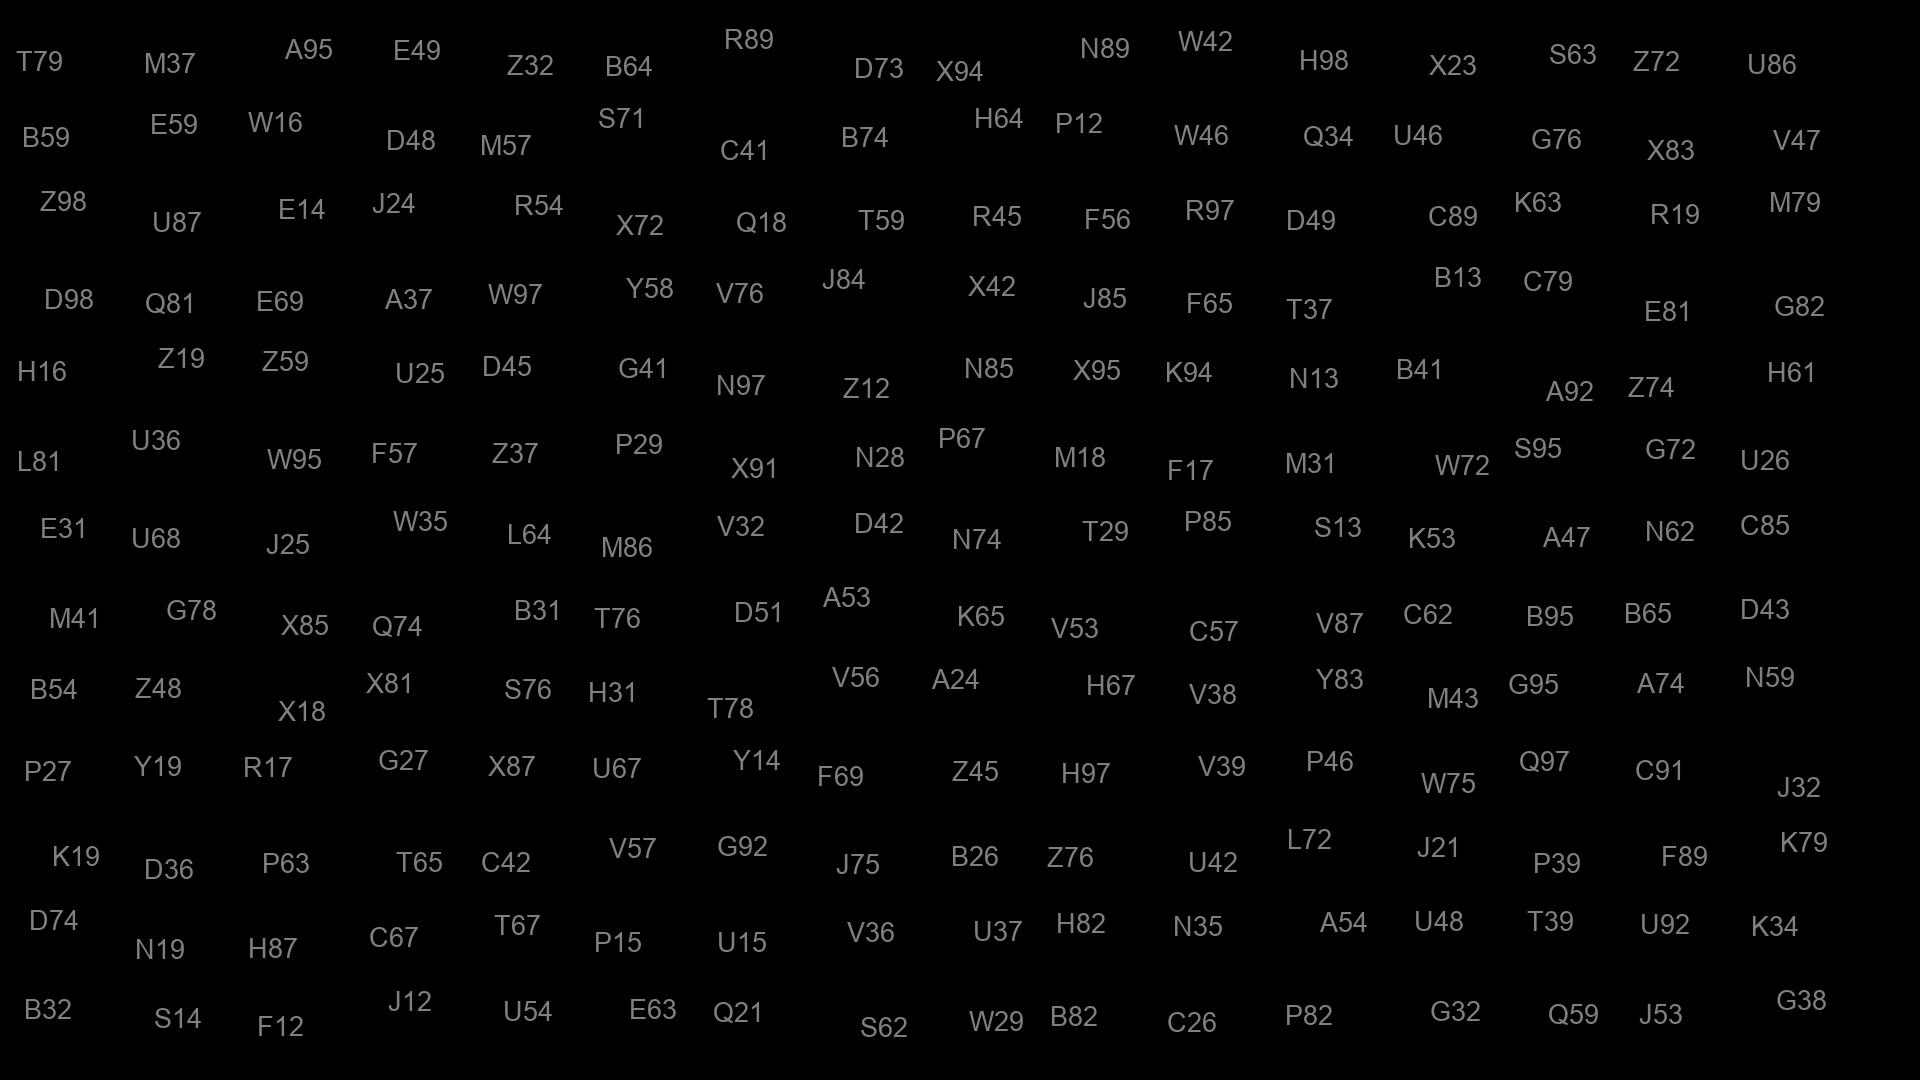 T79 M37 A95 E49 Z32 B64 R89 D73 X94 N89 W42 H98 X23 S63 Z72 U86
B59 E59 W16 D48 M57 S71 C41 B74 H64 P12 W46 Q34 U46 G76 X83 V47
Z98 U87 E14 J24 R54 X72 Q18 T59 R45 F56 R97 D49 C89 K63 R19 M79
D98 Q81 E69 A37 W97 Y58 V76 J84 X42 J85 F65 T37 B13 C79 E81 G82
H16 Z19 Z59 U25 D45 G41 N97 Z12 N85 X95 K94 N13 B41 A92 Z74 H61
L81 U36 W95 F57 Z37 P29 X91 N28 P67 M18 F17 M31 W72 S95 G72 U26
E31 U68 J25 W35 L64 M86 V32 D42 N74 T29 P85 S13 K53 A47 N62 C85
M41 G78 X85 Q74 B31 T76 D51 A53 K65 V53 C57 V87 C62 B95 B65 D43
B54 Z48 X18 X81 S76 H31 T78 V56 A24 H67 V38 Y83 M43 G95 A74 N59
P27 Y19 R17 G27 X87 U67 Y14 F69 Z45 H97 V39 P46 W75 Q97 C91 J32
K19 D36 P63 T65 C42 V57 G92 J75 B26 Z76 U42 L72 J21 P39 F89 K79
D74 N19 H87 C67 T67 P15 U15 V36 U37 H82 N35 A54 U48 T39 U92 K34
B32 S14 F12 J12 U54 E63 Q21 S62 W29 B82 C26 P82 G32 Q59 J53 G38